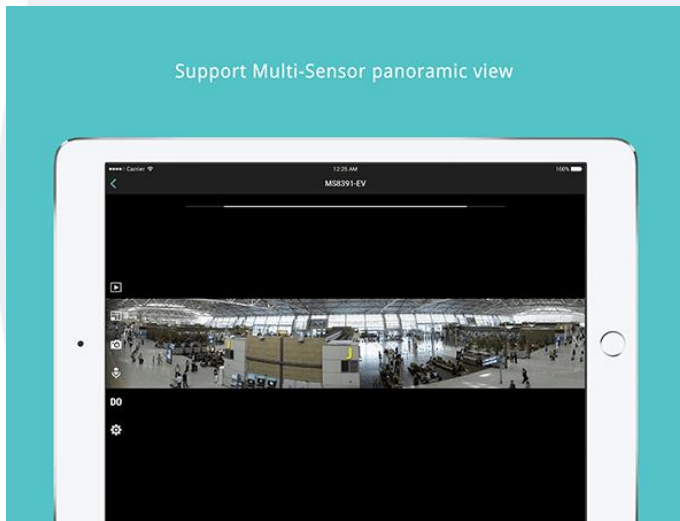 Support Multi-Sensor panoramic view
Carrier 12:25 AM 100%
MS8391-EV
DO